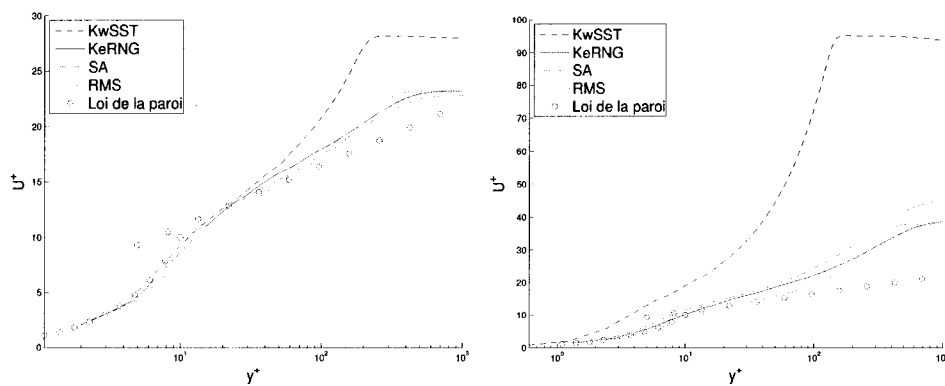 30
25
20
15
10
5
0
U+
10¹
10²
10³
y+
KwSST
KeRNG
SA
RMS
Loi de la paroi
100
90
80
70
60
50
40
30
20
10
0
U+
10⁰
10¹
10²
10
y+
KwSST
KeRNG
SA
RMS
Loi de la paroi